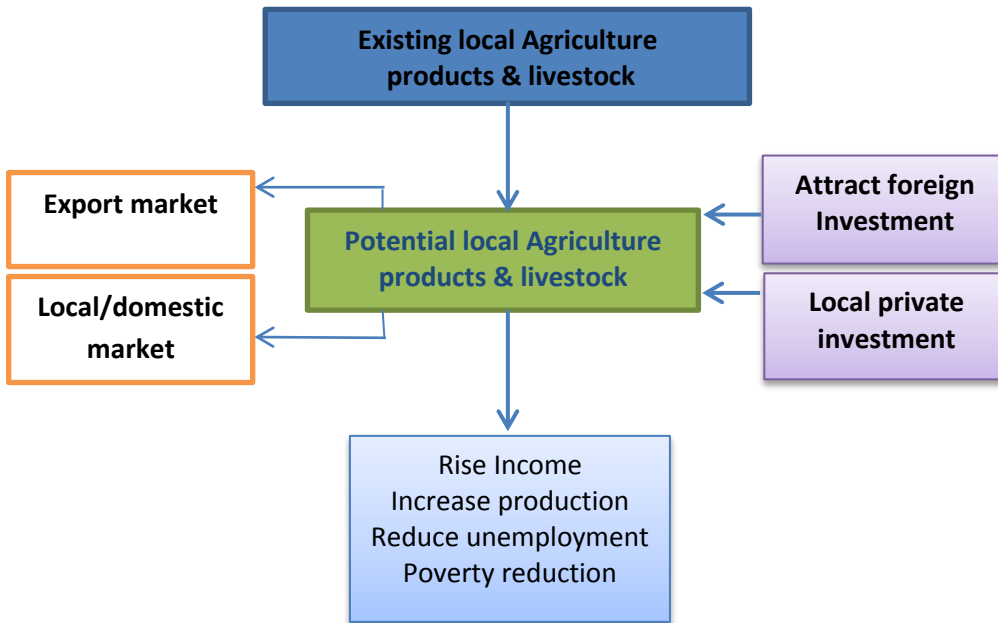 Existing local Agriculture
products & livestock
Export market
Attract foreign
Investment
Potential local Agriculture
products & livestock
Local/domestic
market
Local private
investment
Rise Income
Increase production
Reduce unemployment
Poverty reduction